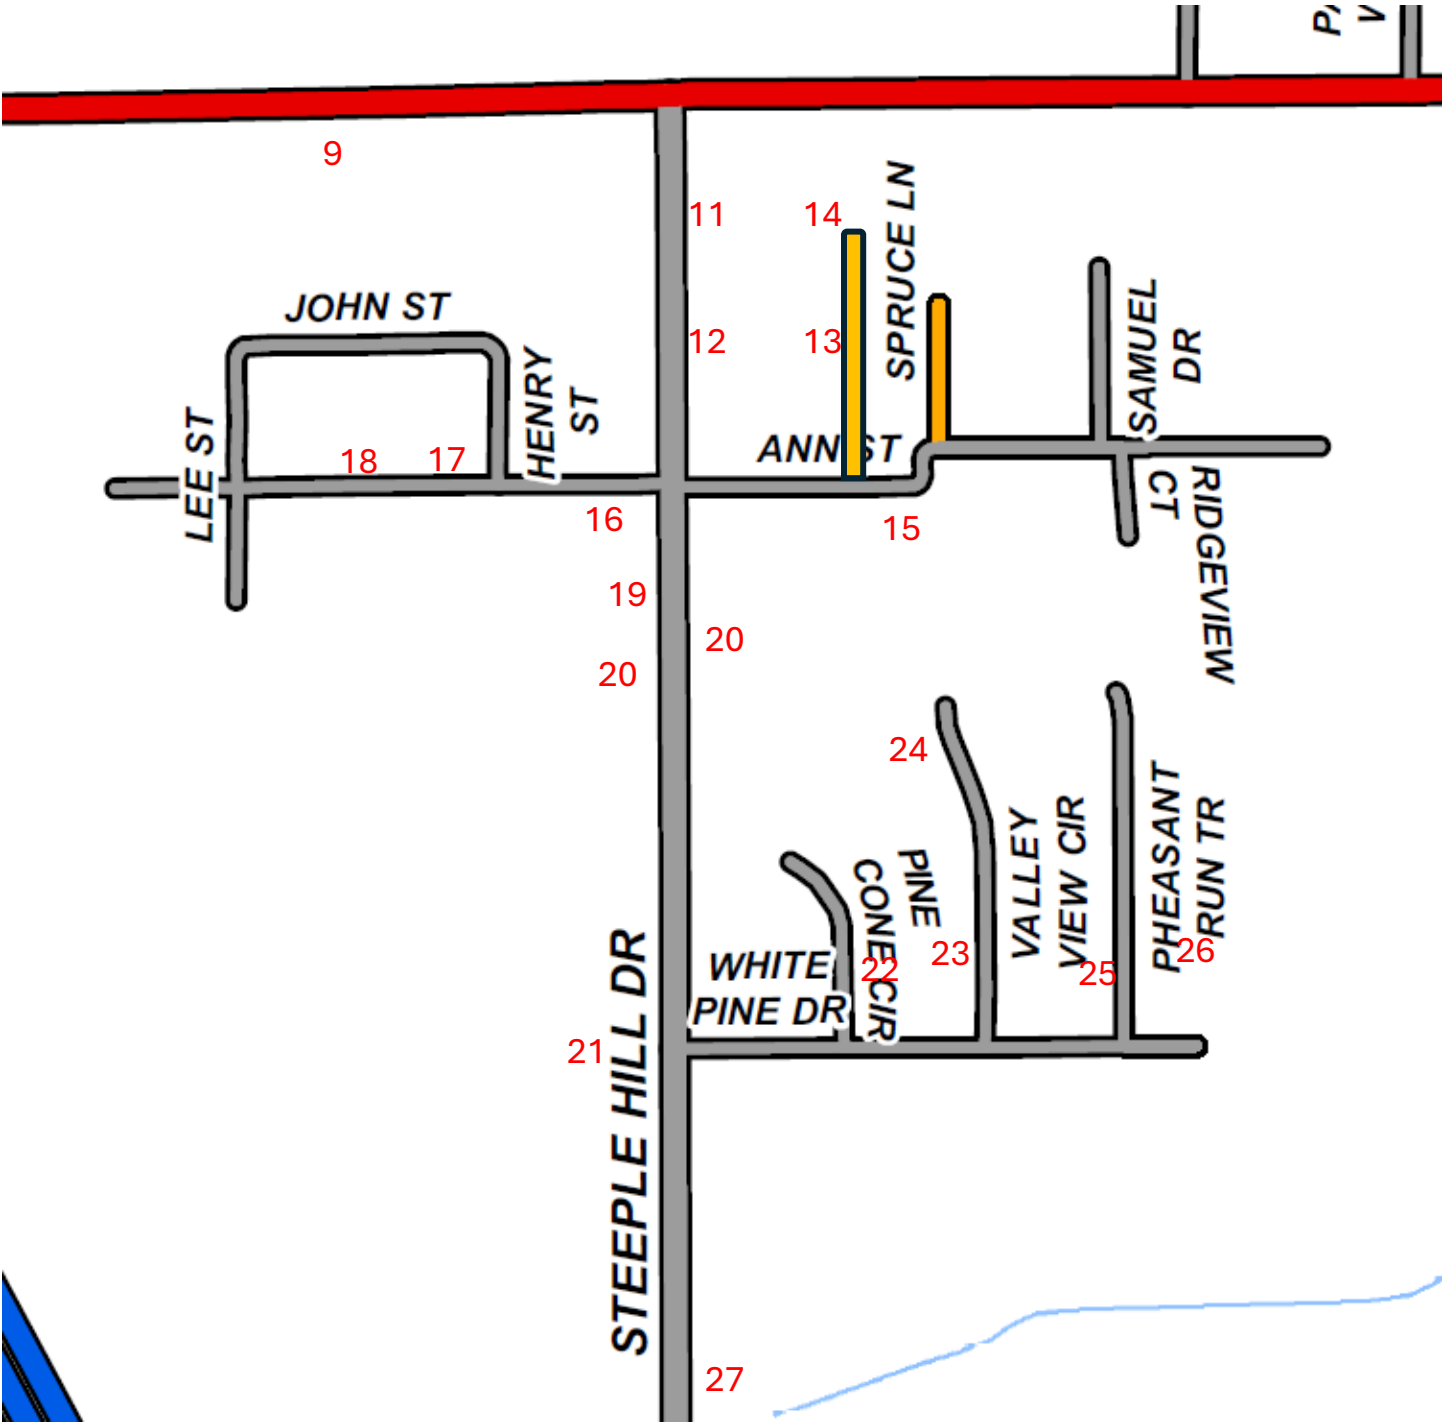 9
11
14
SPRUCE LN
JOHN ST
12
13
SAMUEL
DR
HENRY
ST
LEE ST
18
17
ANN ST
16
15
CT
RIDGEVIEW
19
20
20
24
VALLEY
VIEW CIR
PHEASANT
RUN TR
PINE
CONE CIR
22
23
25
26
WHITE
PINE DR
21
STEEPLE HILL DR
27